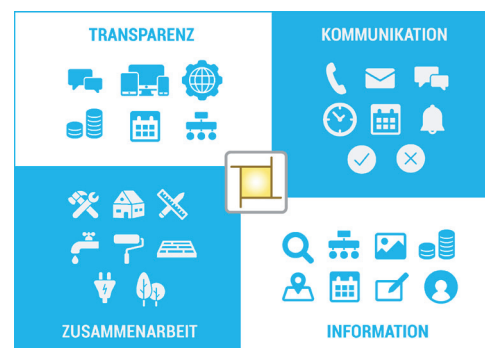 TRANSPARENZ
KOMMUNIKATION
ZUSAMMENARBEIT
INFORMATION